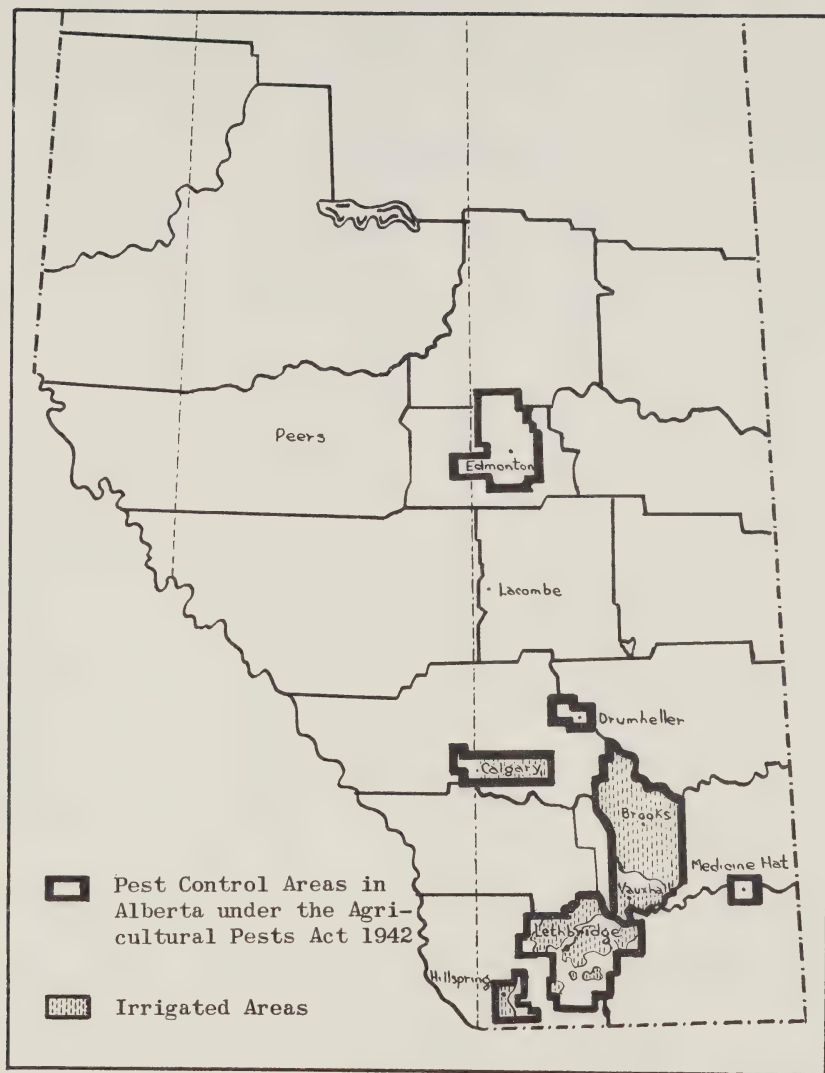 Peers
Edmonton
Lacombe
Drumheller
Calgary
Brooks
Medicine Hat
Vauxhall
Lethbridge
Hillspring
Pest Control Areas in
Alberta under the Agri-
cultural Pests Act 1942
Irrigated Areas